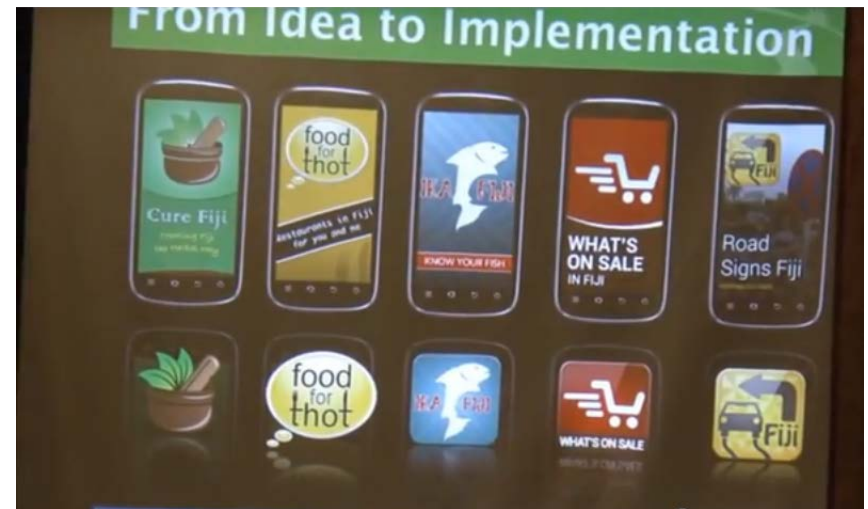 From Idea to Implementation
Cure Fiji
food
for
thot
Restaurants in Fiji
for you and me
IKA FIJI
KNOW YOUR FISH
WHAT'S
ON SALE
IN FIJI
Fiji
Road
Signs Fiji
food
for
thot
IKA FIJI
WHAT'S ON SALE
Fiji